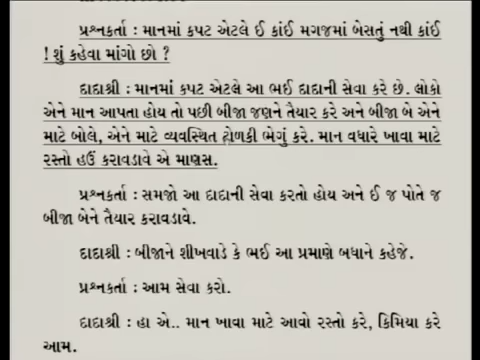 પ્રશ્નકર્તા : માનમાં કપટ એટલે ઈ કાંઈ મગજમાં બેસતું નથી કાંઈ
! શું કહેવા માંગો છો ?
દાદાશ્રી : માનમાં કપટ એટલે આ ભઈ દાદાની સેવા કરે છે. લોકો
એને માન આપતા હોય તો પછી બીજા જણને તૈયાર કરે અને બીજા બે એને
માટે બોલે, એને માટે વ્યવસ્થિત ટોળકી ભેગું કરે. માન વધારે ખાવા માટે
રસ્તો હઉં કરાવડાવે એ માણસ.
પ્રશ્નકર્તા : સમજો આ દાદાની સેવા કરતો હોય અને ઈ જ પોતે જ
બીજા બેને તૈયાર કરાવડાવે.
દાદાશ્રી : બીજાને શીખવાડે કે ભઈ આ પ્રમાણે બધાને કહેજે.
પ્રશ્નકર્તા : આમ સેવા કરો.
દાદાશ્રી : હા એ.. માન ખાવા માટે આવો રસ્તો કરે, કિમિયા કરે
આમ.